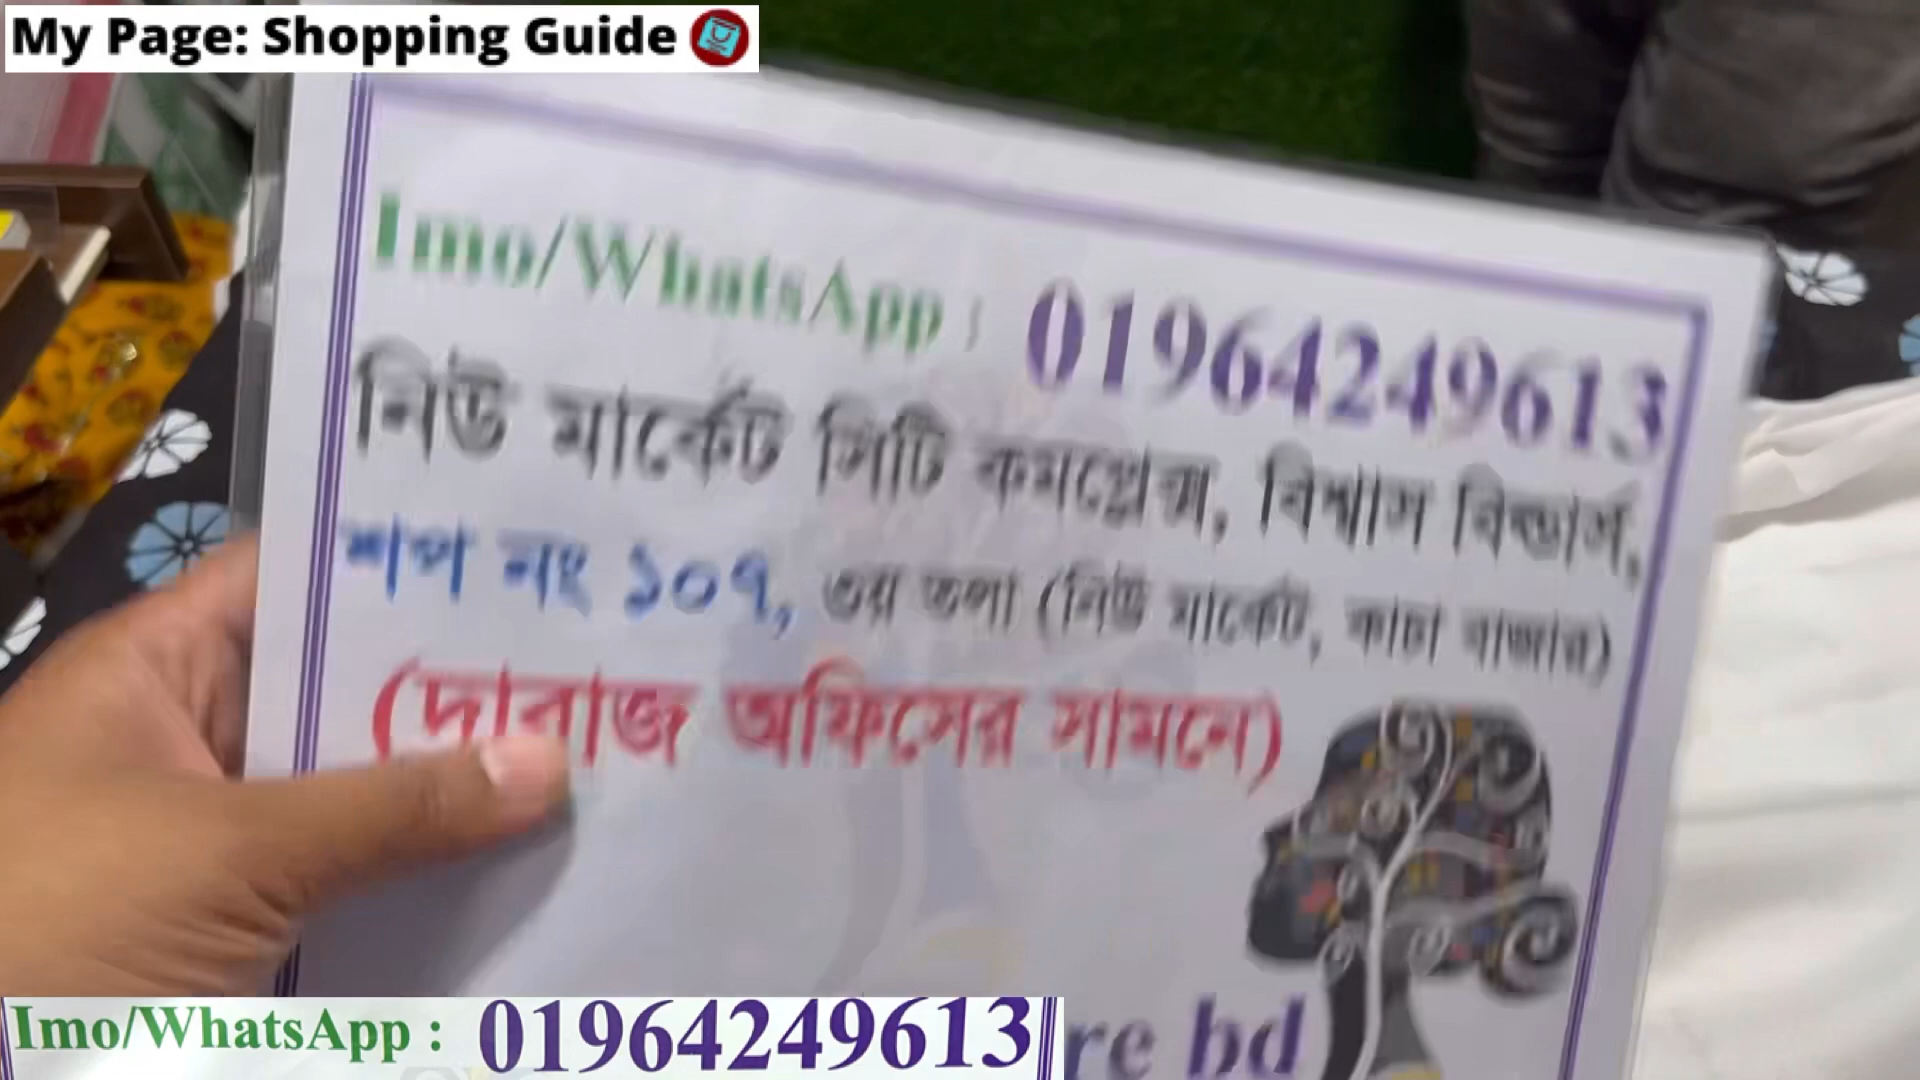 My Page: Shopping Guide
Imo/WhatsApp : 01964249613
নিউ মার্কেট সিটি কমপ্লেক্স, বিশ্বাস বিল্ডার্স,
শপ নং ১০৭, ৩য় তলা (নিউ মার্কেট, কাচা বাজার)
(দারাজ অফিসের সামনে)
re bd
Imo/WhatsApp : 01964249613